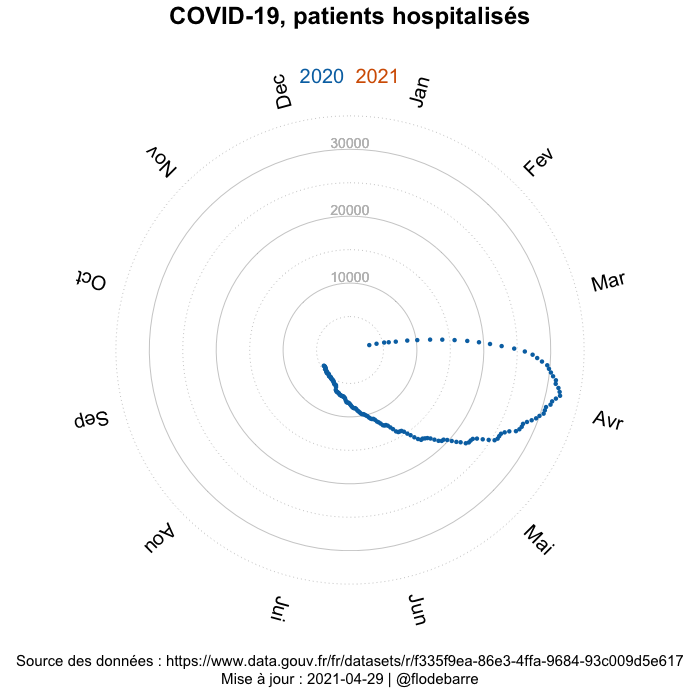 COVID-19, patients hospitalisés
2020 2021
Jan
Fev
Mar
Avr
Mai
Jun
Jui
Aou
Sep
Oct
Nov
Dec
30000
20000
10000
Source des données : https://www.data.gouv.fr/fr/datasets/r/f335f9ea-86e3-4ffa-9684-93c009d5e617
Mise à jour : 2021-04-29 | @flodebarre